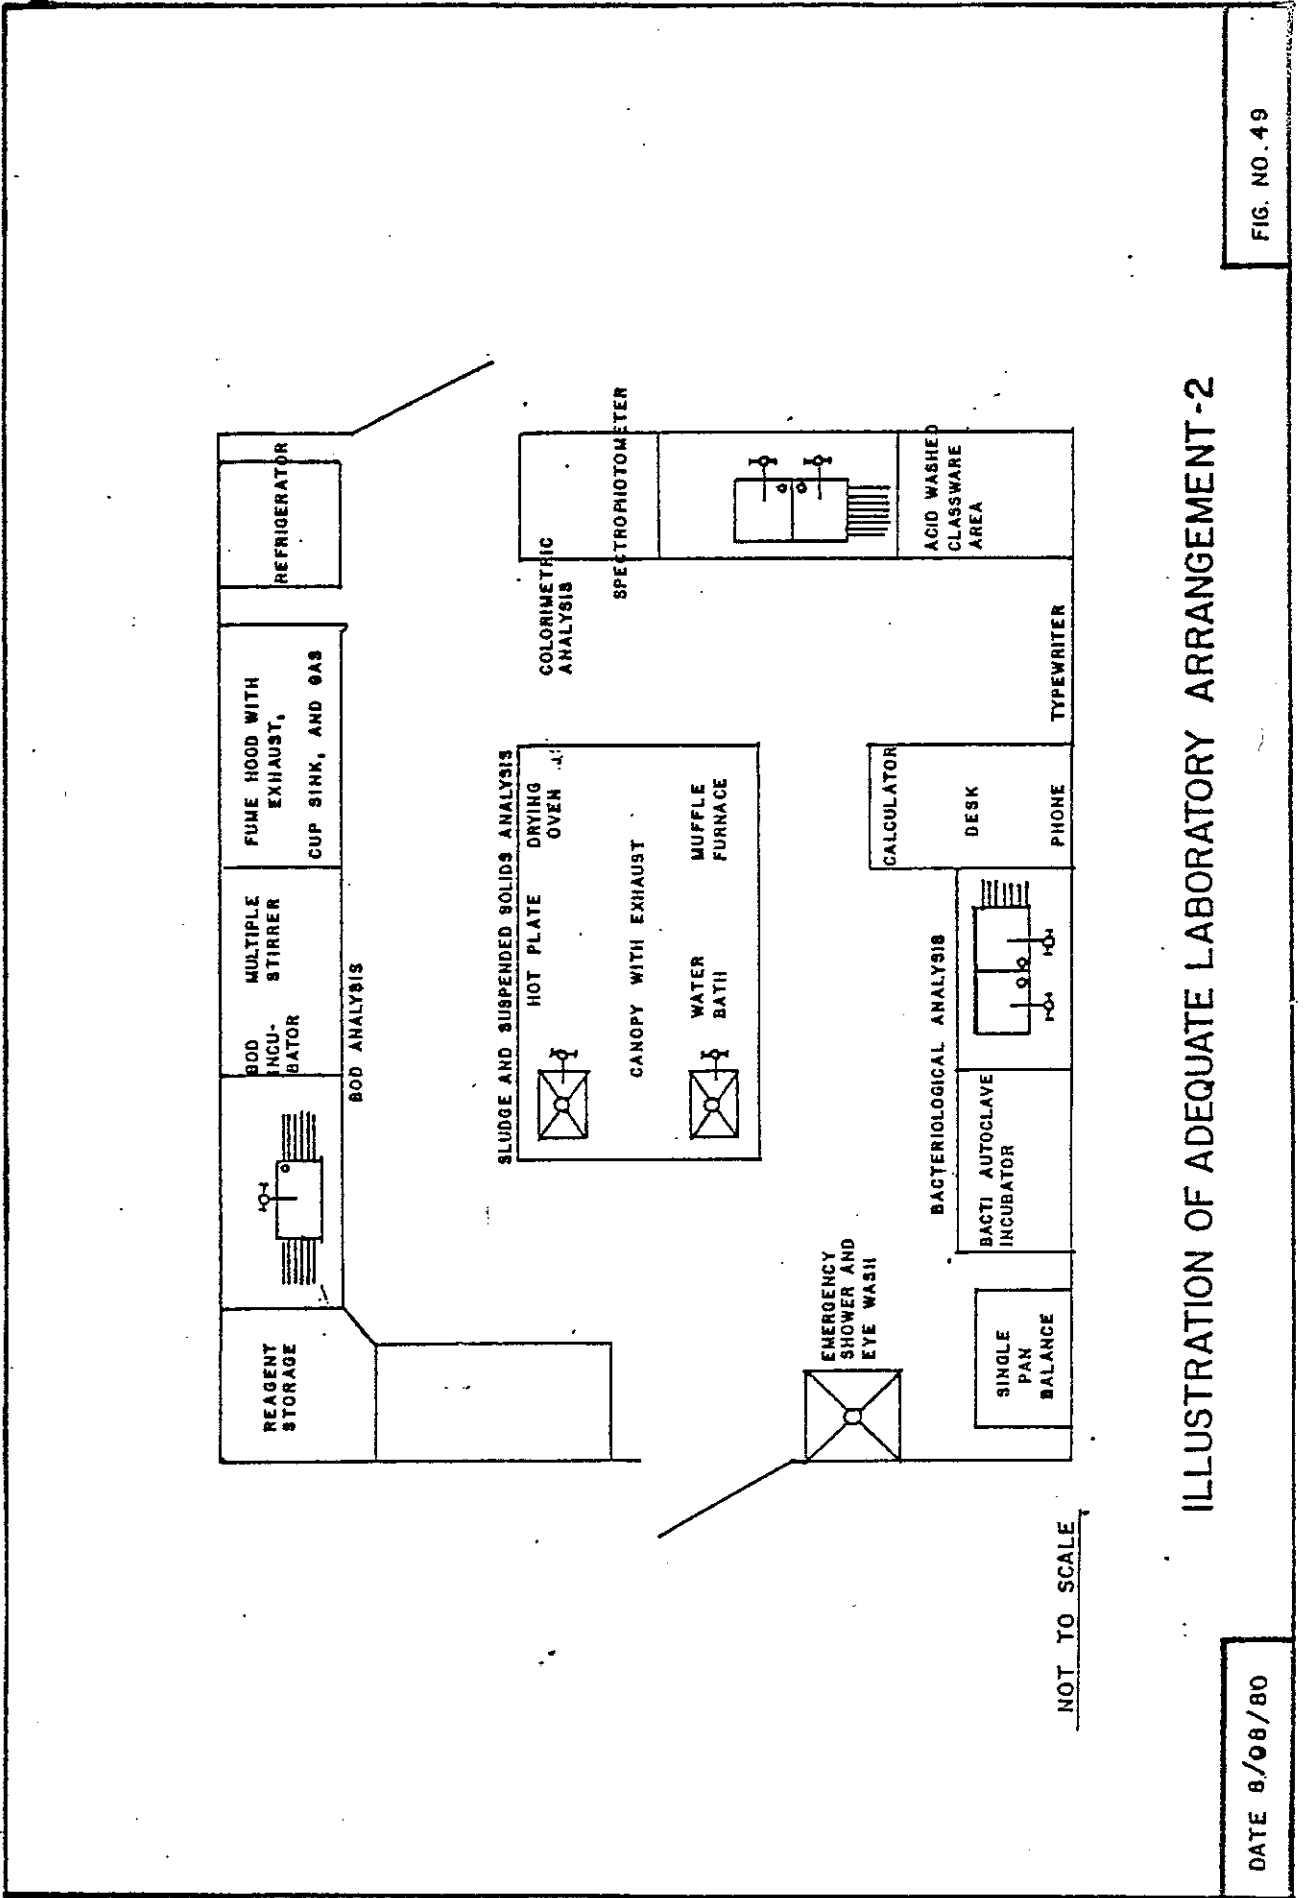 REAGENT
STORAGE
BOD
INCU-
BATOR
MULTIPLE
STIRRER
FUME HOOD WITH
EXHAUST,
CUP SINK, AND GAS
REFRIGERATOR
BOD ANALYSIS
SLUDGE AND SUSPENDED SOLIDS ANALYSIS
HOT PLATE
DRYING
OVEN
CANOPY WITH EXHAUST
WATER
BATH
MUFFLE
FURNACE
COLORIMETRIC
ANALYSIS
SPECTROPHOTOMETER
ACID WASHED
CLASSWARE
AREA
EMERGENCY
SHOWER AND
EYE WASH
BACTERIOLOGICAL ANALYSIS
CALCULATOR
DESK
PHONE
TYPEWRITER
SINGLE
PAN
BALANCE
BACTI AUTOCLAVE
INCUBATOR
NOT TO SCALE
ILLUSTRATION OF ADEQUATE LABORATORY ARRANGEMENT-2
DATE 8/08/80
FIG. NO. 49